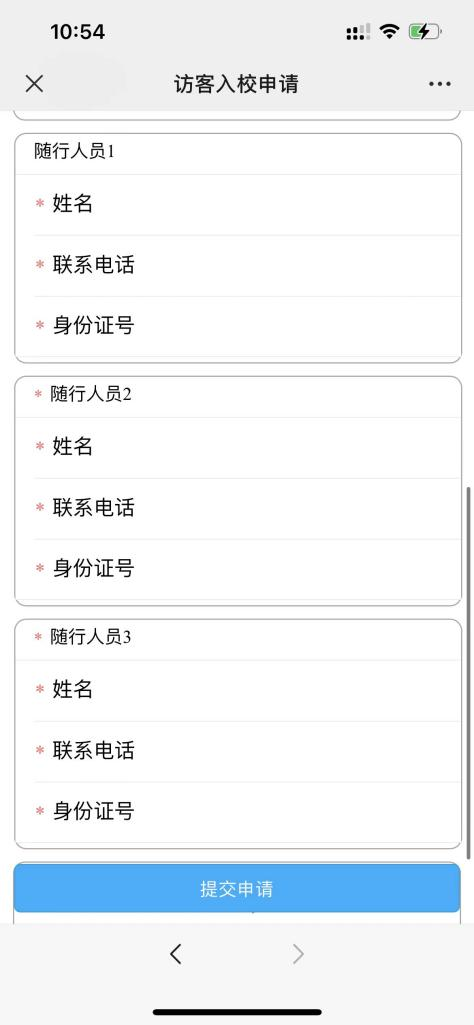 10:54
访客入校申请
随行人员1
* 姓名
* 联系电话
* 身份证号
* 随行人员2
* 姓名
* 联系电话
* 身份证号
* 随行人员3
* 姓名
* 联系电话
* 身份证号
提交申请